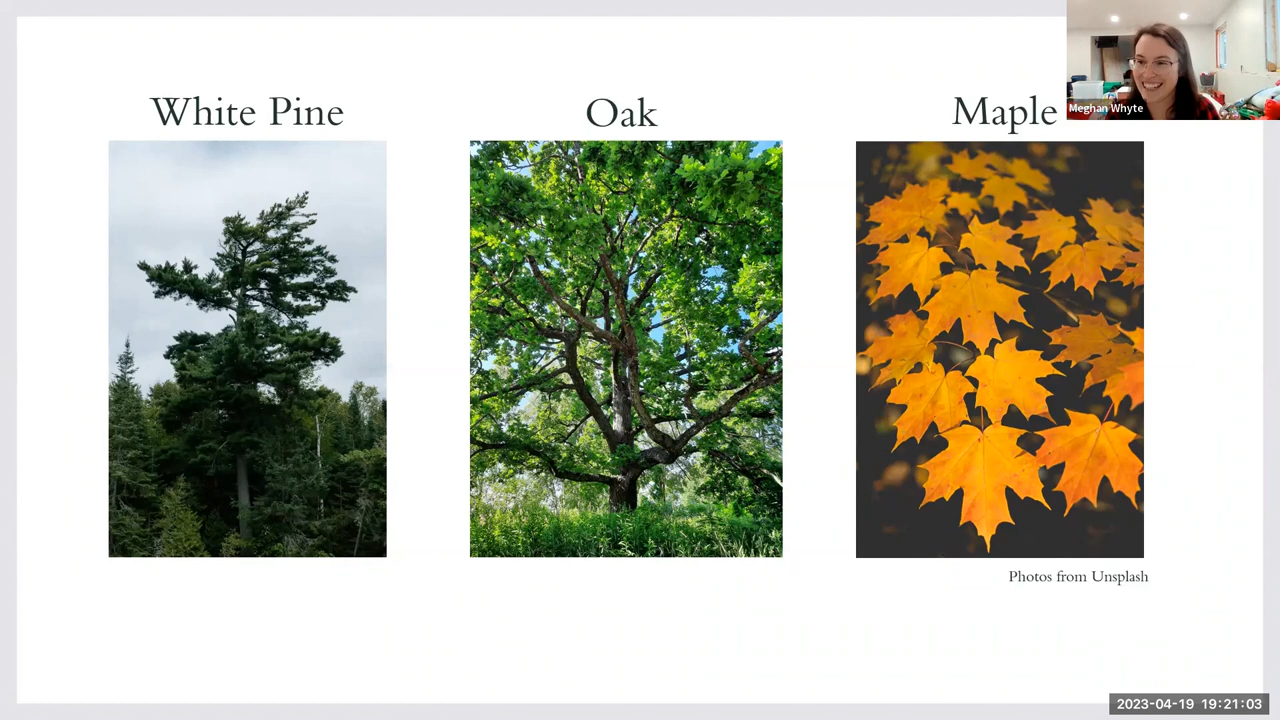 White Pine
Oak
Maple
Meghan Whyte
Photos from Unsplash
2023-04-19 19:21:03